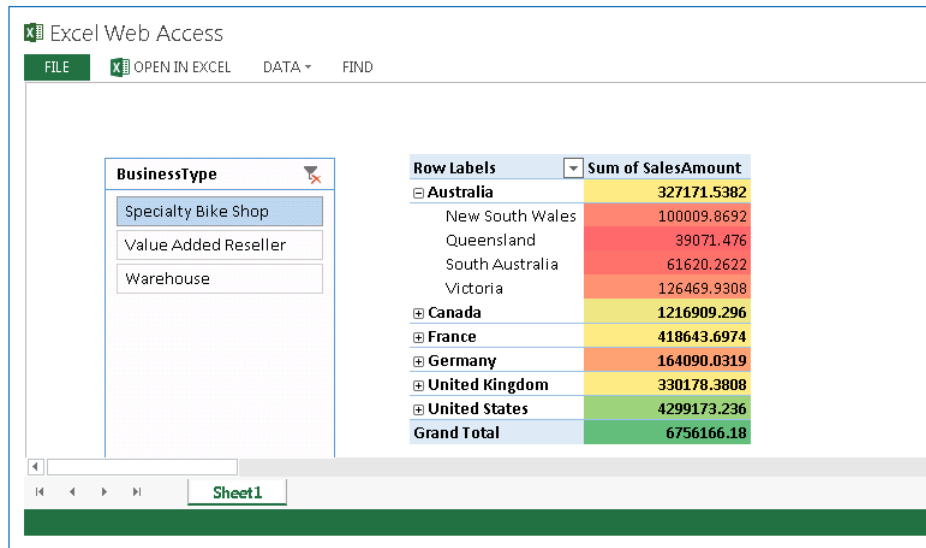 Excel Web Access
FILE OPEN IN EXCEL DATA FIND
BusinessType
Specialty Bike Shop
Value Added Reseller
Warehouse
Row Labels Sum of SalesAmount
Australia 327171.5382
New South Wales 100009.8692
Queensland 39071.476
South Australia 61620.2622
Victoria 126469.9308
Canada 1216909.296
France 418643.6974
Germany 164090.0319
United Kingdom 330178.3808
United States 4299173.236
Grand Total 6756166.18
Sheet1